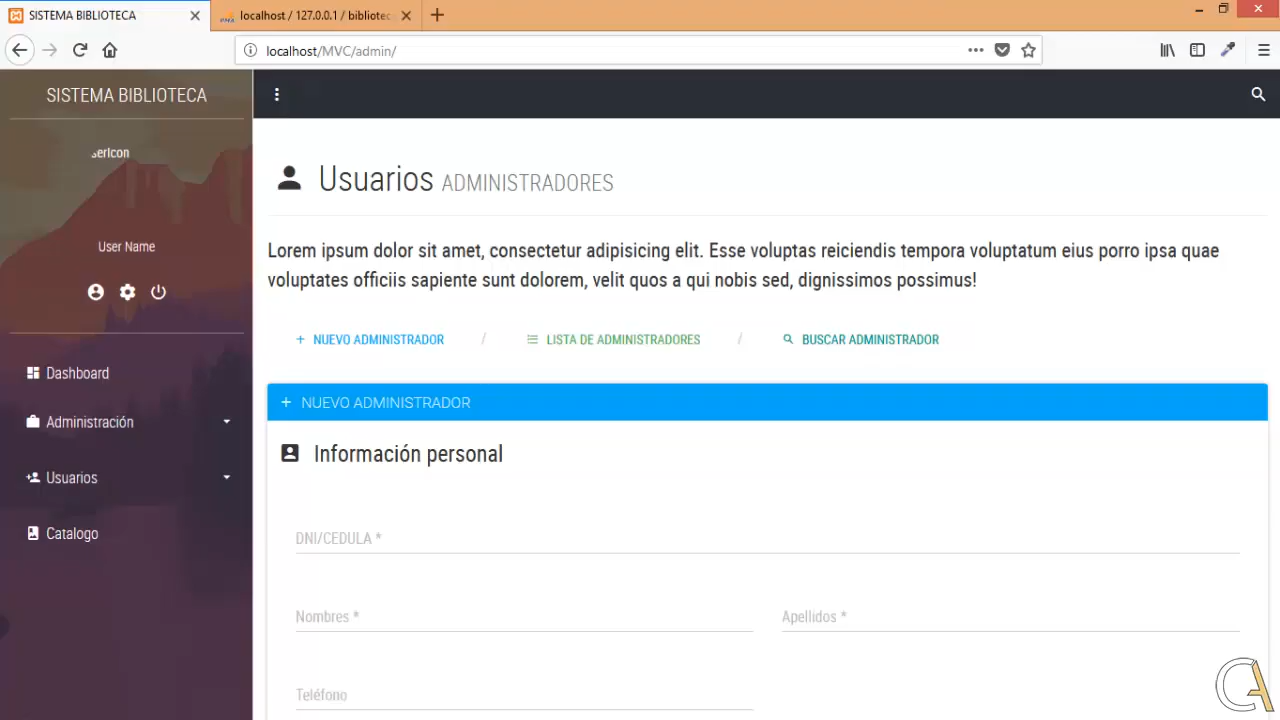 SISTEMA BIBLIOTECA
localhost / 127.0.0.1 / bibliotec
localhost/MVC/admin/
SISTEMA BIBLIOTECA
serIcon
User Name
Dashboard
Administración
Usuarios
Catalogo
Usuarios ADMINISTRADORES
Lorem ipsum dolor sit amet, consectetur adipisicing elit. Esse voluptas reiciendis tempora voluptatum eius porro ipsa quae
voluptates officiis sapiente sunt dolorem, velit quos a qui nobis sed, dignissimos possimus!
+ NUEVO ADMINISTRADOR / LISTA DE ADMINISTRADORES / BUSCAR ADMINISTRADOR
+ NUEVO ADMINISTRADOR
Información personal
DNI/CEDULA *
Nombres * Apellidos *
Teléfono
CA